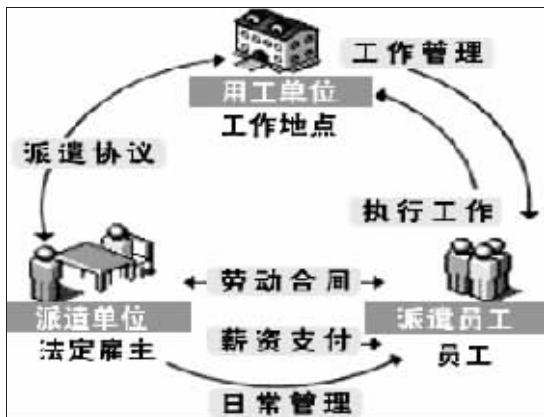 工作管理
用工单位
工作地点
派遣协议
执行工作
劳动合同
派遣单位
派遣员工
法定雇主
薪资支付
员工
日常管理